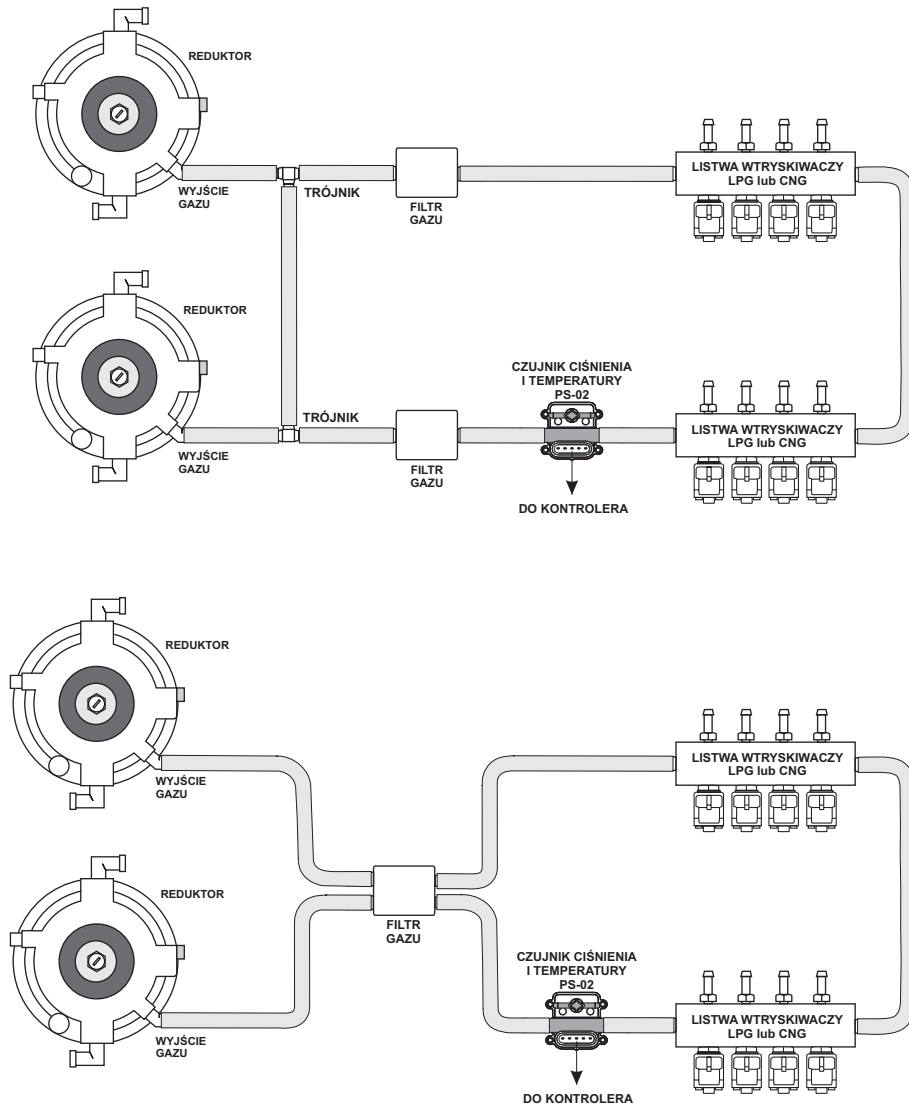 REDUKTOR
WYJŚCIE
GAZU
TRÓJNIK
FILTR
GAZU
LISTWA WTRYSKIWACZY
LPG lub CNG
REDUKTOR
WYJŚCIE
GAZU
TRÓJNIK
FILTR
GAZU
CZUJNIK CIŚNIENIA
I TEMPERATURY
PS-02
DO KONTROLERA
LISTWA WTRYSKIWACZY
LPG lub CNG
REDUKTOR
WYJŚCIE
GAZU
LISTWA WTRYSKIWACZY
LPG lub CNG
REDUKTOR
WYJŚCIE
GAZU
FILTR
GAZU
CZUJNIK CIŚNIENIA
I TEMPERATURY
PS-02
DO KONTROLERA
LISTWA WTRYSKIWACZY
LPG lub CNG